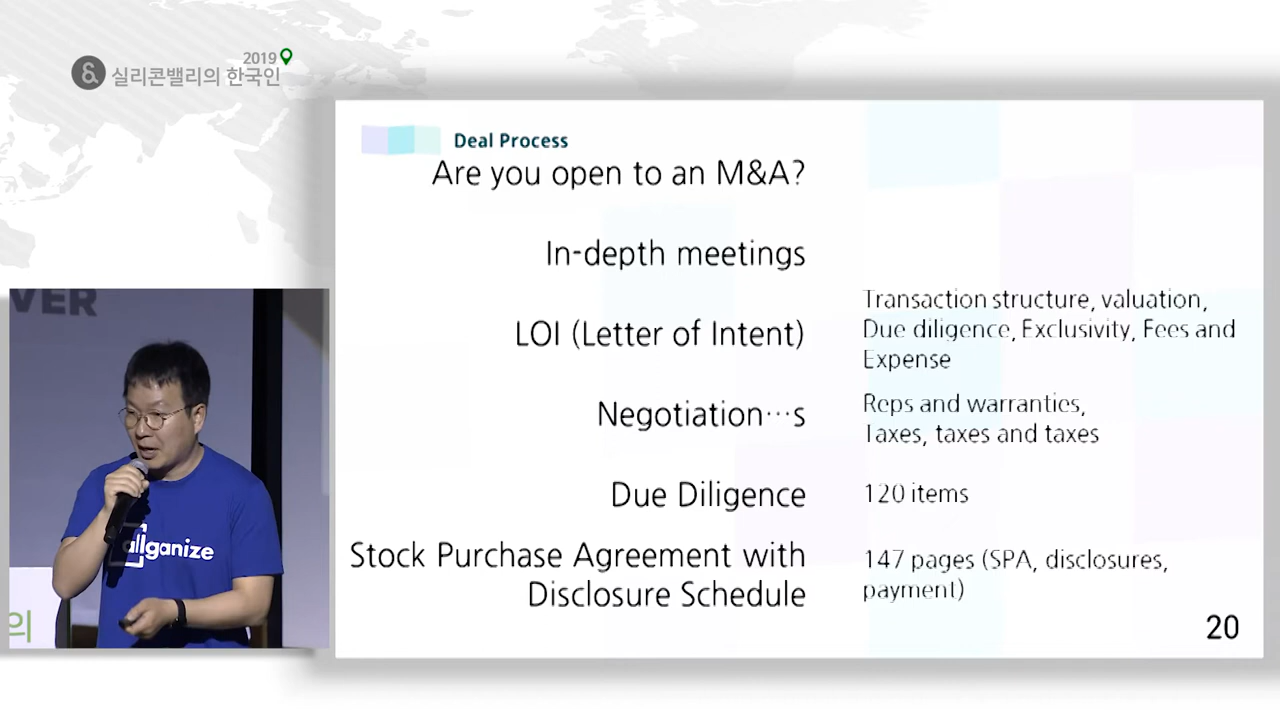 2019
& 실리콘밸리의 한국인
Deal Process
Are you open to an M&A?
In-depth meetings
LOI (Letter of Intent)
Transaction structure, valuation,
Due diligence, Exclusivity, Fees and
Expense
Negotiation…s
Reps and warranties,
Taxes, taxes and taxes
Due Diligence
120 items
Stock Purchase Agreement with
Disclosure Schedule
147 pages (SPA, disclosures,
payment)
20
VER
allganize
의